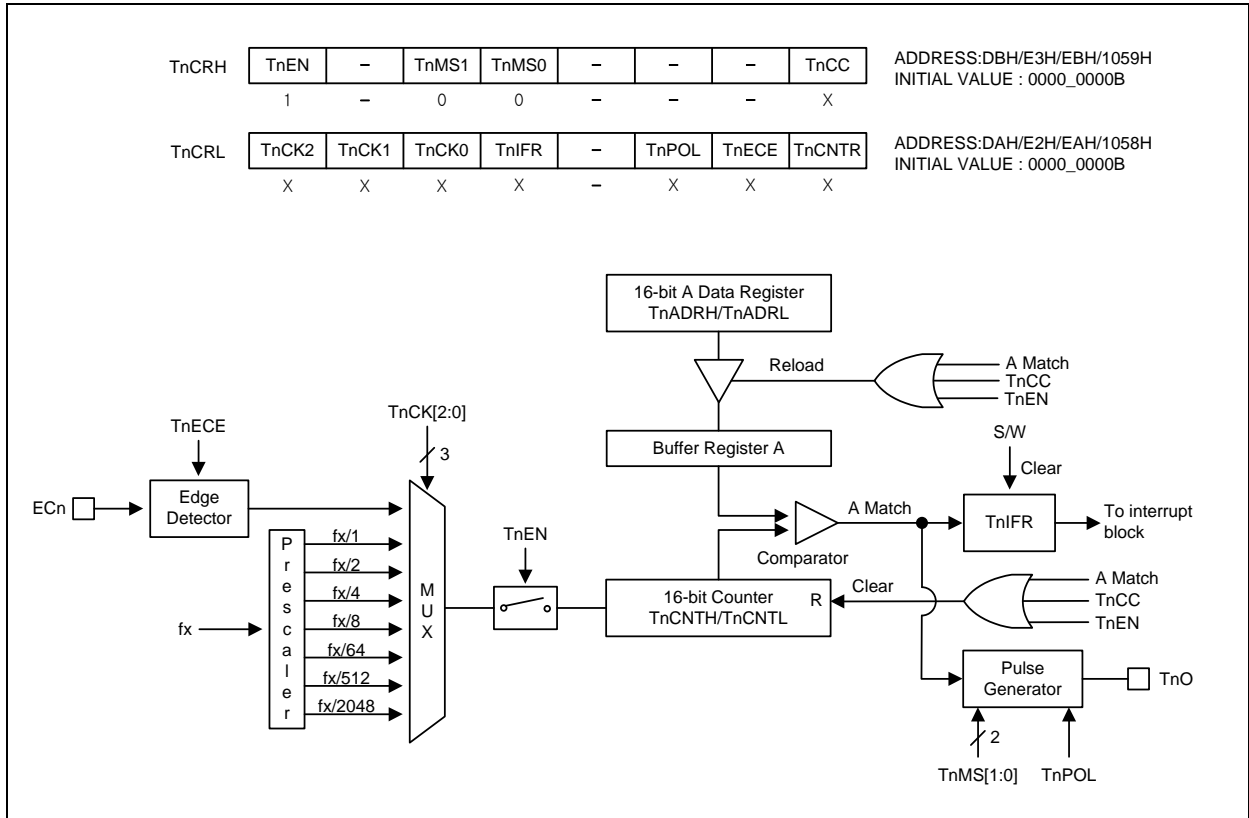 TnCRH TnEN – TnMS1 TnMS0 – – – TnCC ADDRESS:DBH/E3H/EBH/1059H
INITIAL VALUE : 0000_0000B
1 – 0 0 – – – X
TnCRL TnCK2 TnCK1 TnCK0 TnIFR – TnPOL TnECE TnCNTR ADDRESS:DAH/E2H/EAH/1058H
INITIAL VALUE : 0000_0000B
X X X X – X X X
16-bit A Data Register
TnADRH/TnADRL
Reload
A Match
TnCC
TnEN
TnECE
TnCK[2:0]
3
Buffer Register A
S/W
Clear
ECn
Edge
Detector
A Match
TnIFR
To interrupt
block
Comparator
Prescaler
fx/1
fx/2
fx/4
fx/8
fx/64
fx/512
fx/2048
fx
MUX
TnEN
16-bit Counter
TnCNTH/TnCNTL
R
Clear
A Match
TnCC
TnEN
Pulse
Generator
TnO
2
TnMS[1:0]
TnPOL